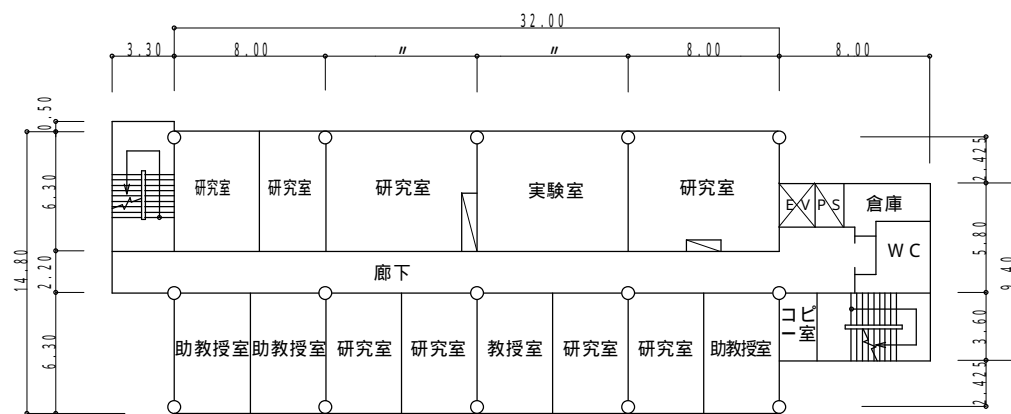 32.00
3.30 8.00 〃 〃 8.00 8.00
0.50
6.30
2.20
6.30
14.80
研究室 研究室 研究室 実験室 研究室
EV PS 倉庫
WC
廊下
コピ
ー室
助教授室 助教授室 研究室 研究室 教授室 研究室 研究室 助教授室
2.425
5.80
3.60
2.425
9.40